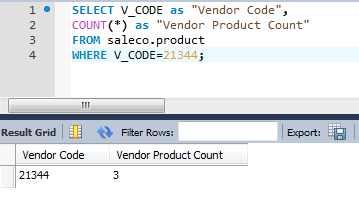 1 SELECT V_CODE as "Vendor Code",
2 COUNT(*) as "Vendor Product Count"
3 FROM saleco.product
4 WHERE V_CODE=21344;
Result Grid Filter Rows: Export:
Vendor Code Vendor Product Count
21344 3